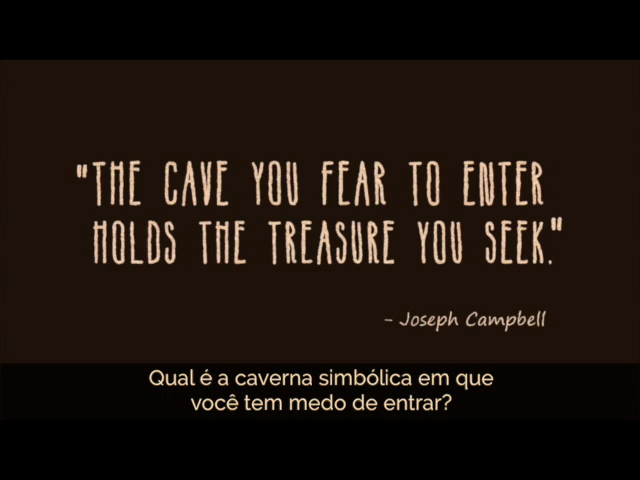 "THE CAVE YOU FEAR TO ENTER
HOLDS THE TREASURE YOU SEEK."
- Joseph Campbell
Qual é a caverna simbólica em que
você tem medo de entrar?